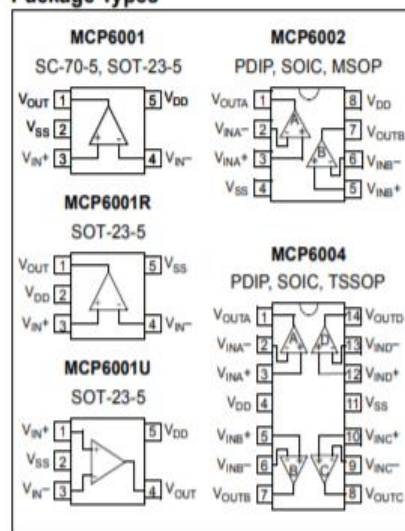 Package Types
MCP6001
SC-70-5, SOT-23-5
VOUT 1
5 VDD
VSS 2
VIN+ 3
4 VIN–
+ -
MCP6001R
SOT-23-5
VOUT 1
5 VSS
VDD 2
VIN+ 3
4 VIN–
+ -
MCP6001U
SOT-23-5
VIN+ 1
5 VDD
VSS 2
VIN– 3
4 VOUT
+
-
MCP6002
PDIP, SOIC, MSOP
VOUTA 1
8 VDD
VINA– 2
A
- +
7 VOUTB
VINA+ 3
B
+ -
6 VINB–
VSS 4
5 VINB+
MCP6004
PDIP, SOIC, TSSOP
VOUTA 1
14 VOUTD
VINA– 2
A
- +
D
+ -
13 VIND–
VINA+ 3
12 VIND+
VDD 4
11 VSS
VINB+ 5
10 VINC+
VINB– 6
- +
B
+ -
C
9 VINC–
VOUTB 7
8 VOUTC